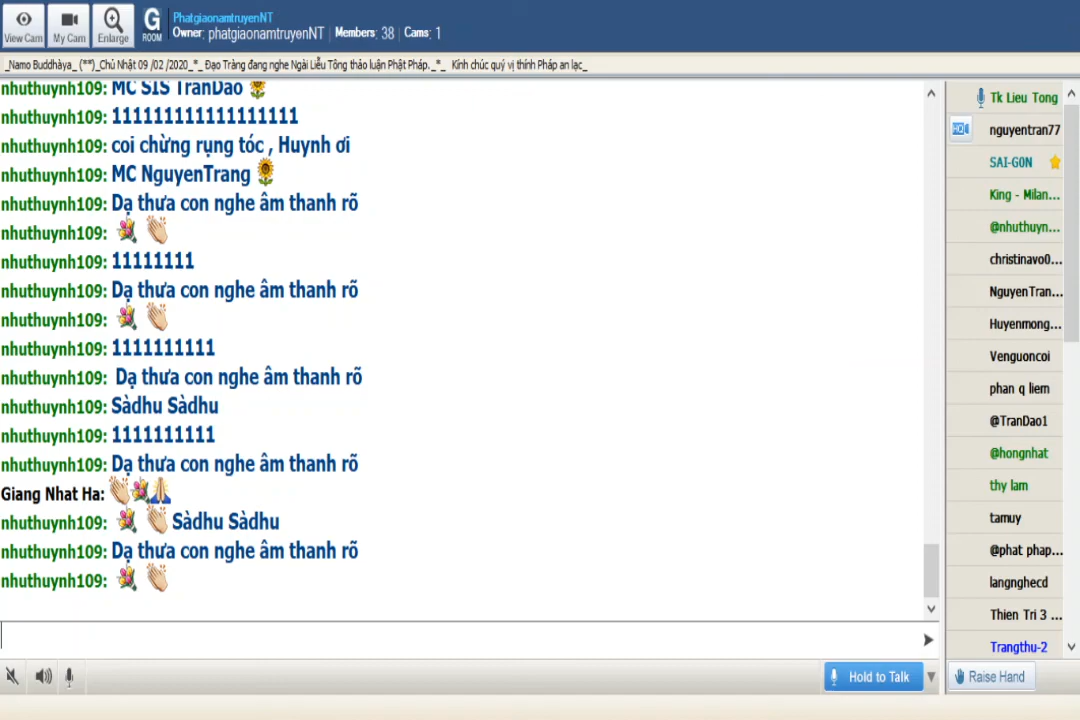 View Cam
My Cam
Enlarge
G
ROOM
PhatgiaonamtruyenNT
Owner: phatgiaonamtruyenNT | Members: 38 | Cams: 1
_Namo Buddhàya_ (**)_Chủ Nhật 09 /02 /2020_*_ Đạo Tràng đang nghe Ngài Liễu Tông thảo luận Phật Pháp._*_ Kính chúc quý vị thính Pháp an lạc_
nhuthuynh109: MC SIS TranDao
nhuthuynh109: 111111111111111111
nhuthuynh109: coi chừng rụng tóc , Huynh ơi
nhuthuynh109: MC NguyenTrang
nhuthuynh109: Dạ thưa con nghe âm thanh rõ
nhuthuynh109:
nhuthuynh109: 11111111
nhuthuynh109: Dạ thưa con nghe âm thanh rõ
nhuthuynh109:
nhuthuynh109: 1111111111
nhuthuynh109: Dạ thưa con nghe âm thanh rõ
nhuthuynh109: Sàdhu Sàdhu
nhuthuynh109: 1111111111
nhuthuynh109: Dạ thưa con nghe âm thanh rõ
Giang Nhat Ha:
nhuthuynh109: Sàdhu Sàdhu
nhuthuynh109: Dạ thưa con nghe âm thanh rõ
nhuthuynh109:
Tk Lieu Tong
HD
nguyentran77
SAI-G0N
King - Milan...
@nhuthuyn...
christinavo0...
NguyenTran...
Huyenmong...
Venguoncoi
phan q liem
@TranDao1
@hongnhat
thy lam
tamuy
@phat phap...
langnghecd
Thien Tri 3 ...
Trangthu-2
Hold to Talk
Raise Hand